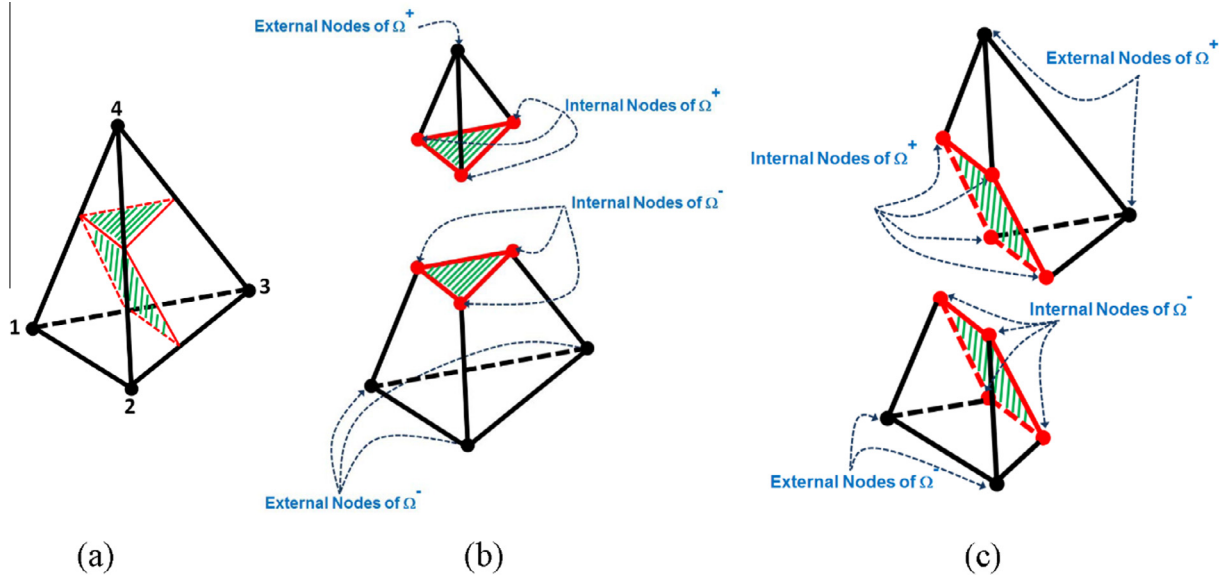 4
1
2
3
(a)
External Nodes of Ω⁺
Internal Nodes of Ω⁺
Internal Nodes of Ω⁻
External Nodes of Ω⁻
(b)
External Nodes of Ω⁺
Internal Nodes of Ω⁺
Internal Nodes of Ω⁻
External Nodes of Ω⁻
(c)